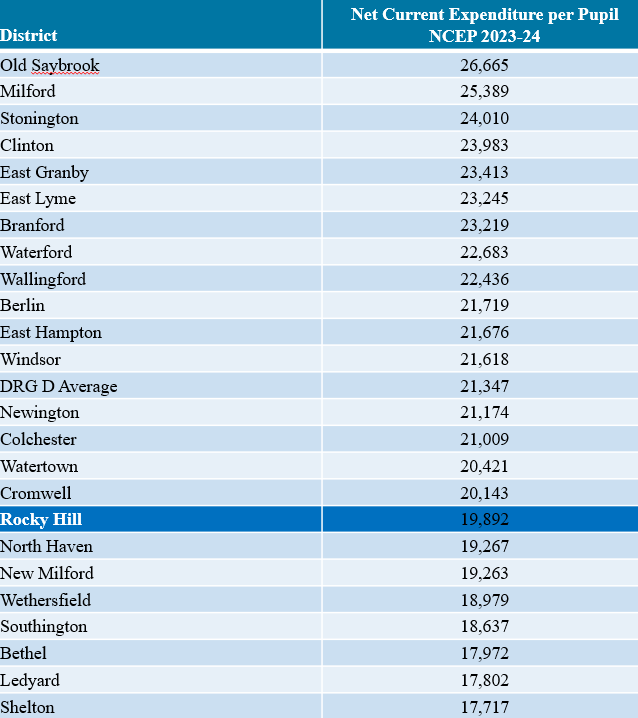 District Net Current Expenditure per Pupil
NCEP 2023-24
Old Saybrook 26,665
Milford 25,389
Stonington 24,010
Clinton 23,983
East Granby 23,413
East Lyme 23,245
Branford 23,219
Waterford 22,683
Wallingford 22,436
Berlin 21,719
East Hampton 21,676
Windsor 21,618
DRG D Average 21,347
Newington 21,174
Colchester 21,009
Watertown 20,421
Cromwell 20,143
Rocky Hill 19,892
North Haven 19,267
New Milford 19,263
Wethersfield 18,979
Southington 18,637
Bethel 17,972
Ledyard 17,802
Shelton 17,717